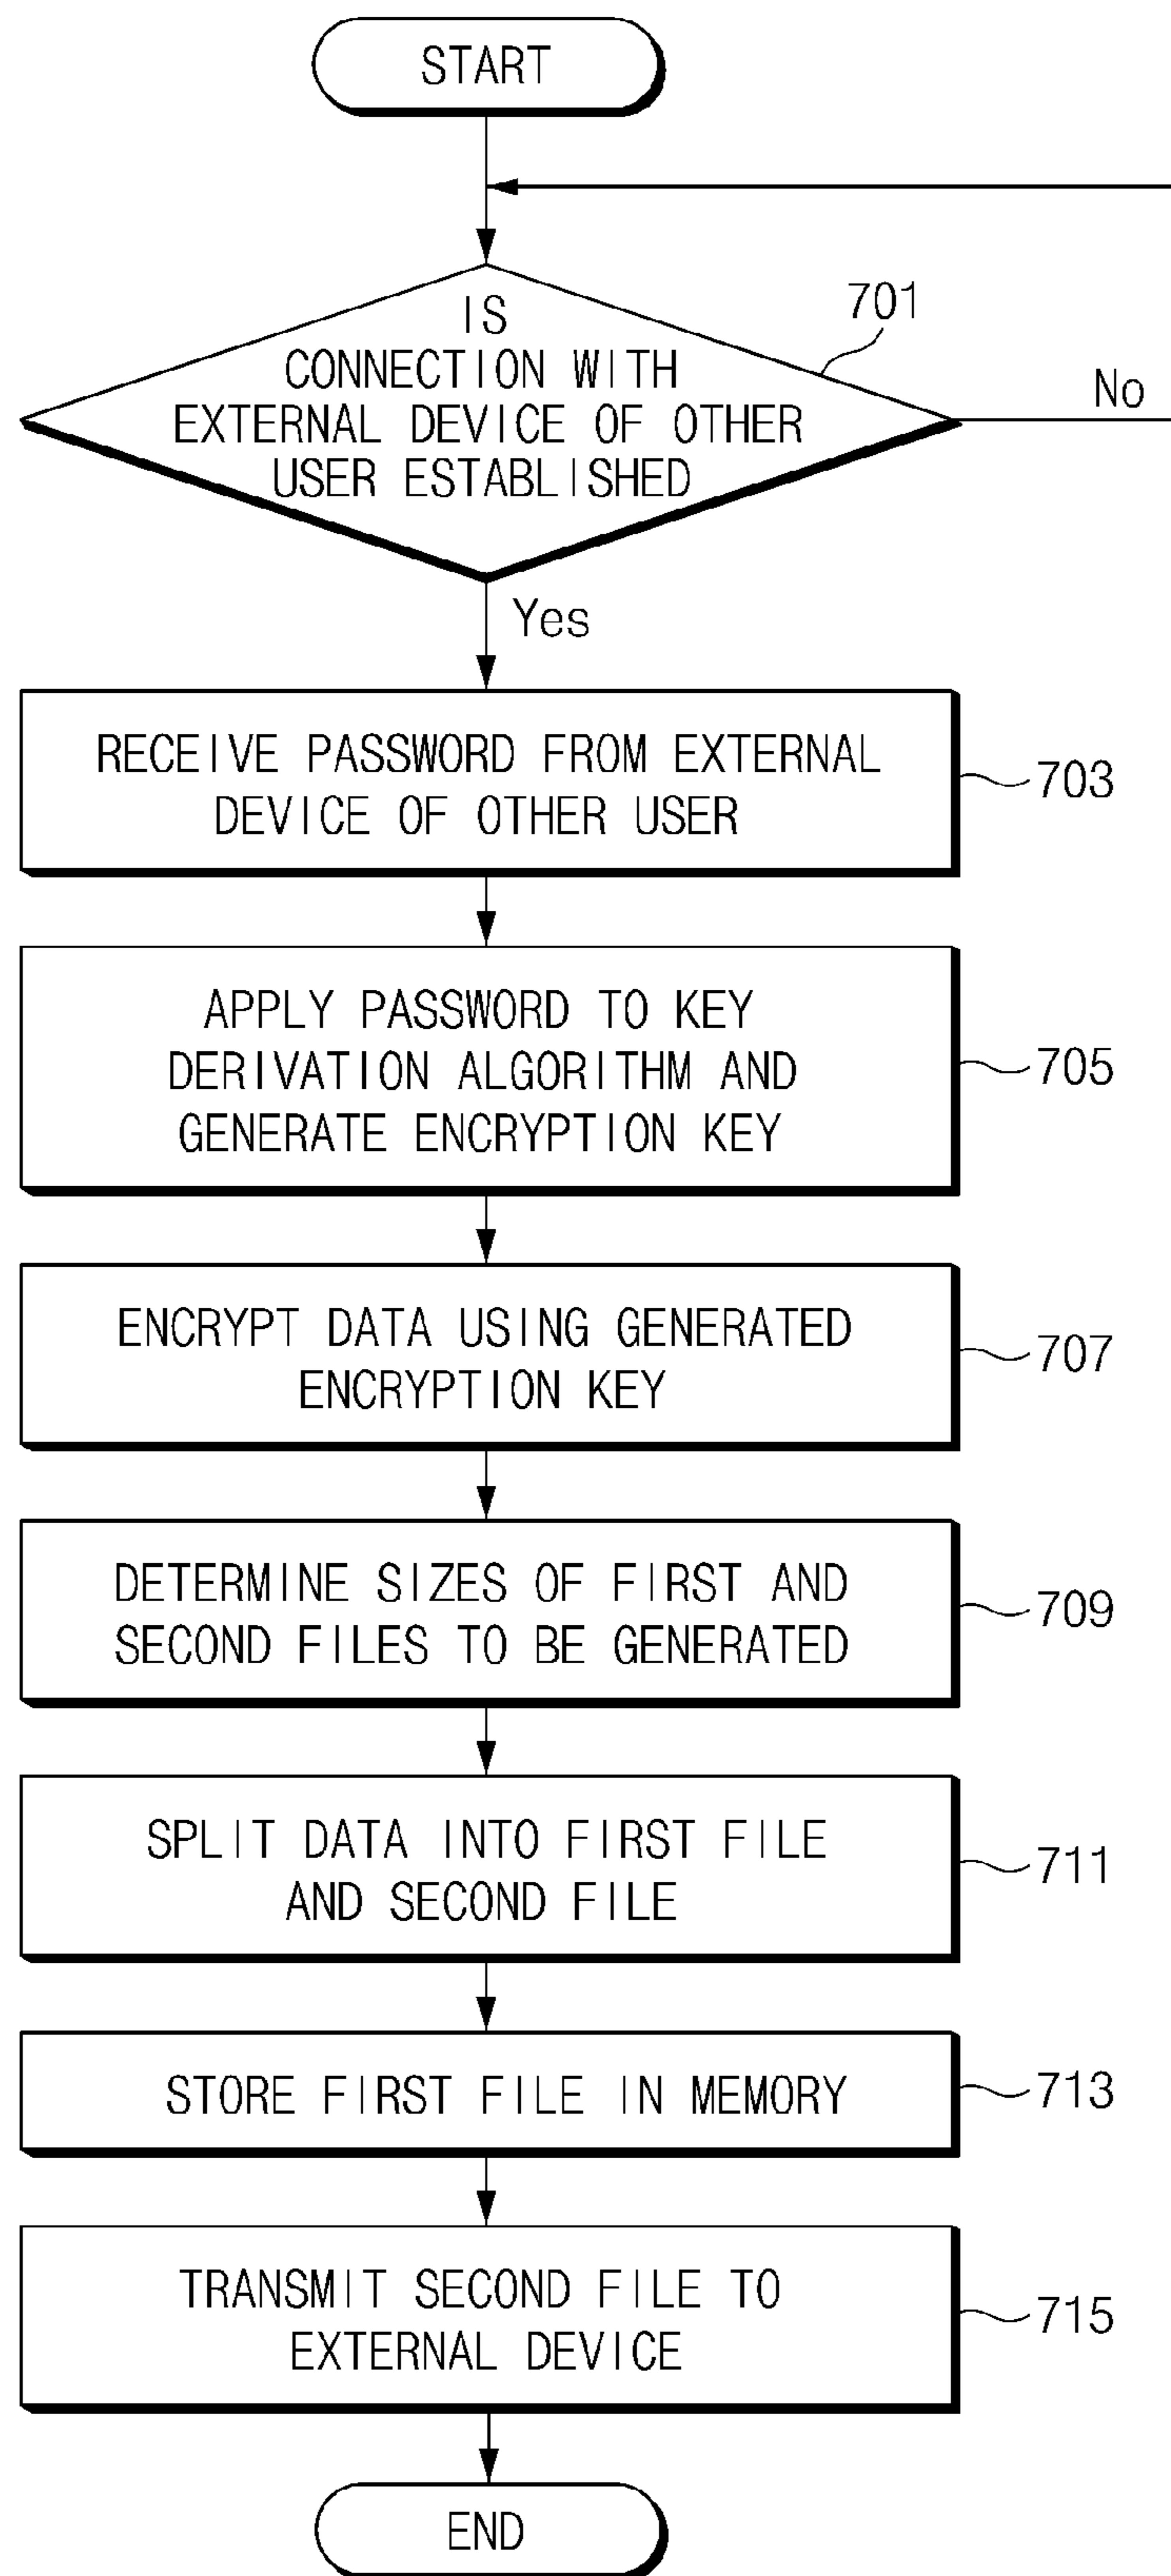 START
IS
CONNECTION WITH
EXTERNAL DEVICE OF OTHER
USER ESTABLISHED
701
No
Yes
RECEIVE PASSWORD FROM EXTERNAL
DEVICE OF OTHER USER
703
APPLY PASSWORD TO KEY
DERIVATION ALGORITHM AND
GENERATE ENCRYPTION KEY
705
ENCRYPT DATA USING GENERATED
ENCRYPTION KEY
707
DETERMINE SIZES OF FIRST AND
SECOND FILES TO BE GENERATED
709
SPLIT DATA INTO FIRST FILE
AND SECOND FILE
711
STORE FIRST FILE IN MEMORY
713
TRANSMIT SECOND FILE TO
EXTERNAL DEVICE
715
END